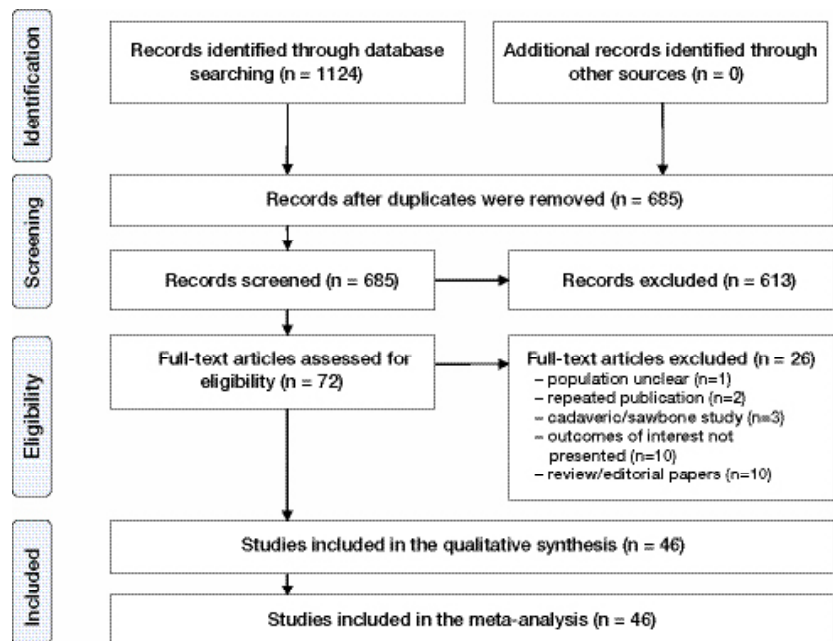 Identification
Records identified through database
searching (n = 1124)
Additional records identified through
other sources (n = 0)
Screening
Records after duplicates were removed (n = 685)
Records screened (n = 685)
Records excluded (n = 613)
Eligibility
Full-text articles assessed for
eligibility (n = 72)
Full-text articles excluded (n = 26)
– population unclear (n=1)
– repeated publication (n=2)
– cadaveric/sawbone study (n=3)
– outcomes of interest not
presented (n=10)
– review/editorial papers (n=10)
Included
Studies included in the qualitative synthesis (n = 46)
Studies included in the meta-analysis (n = 46)